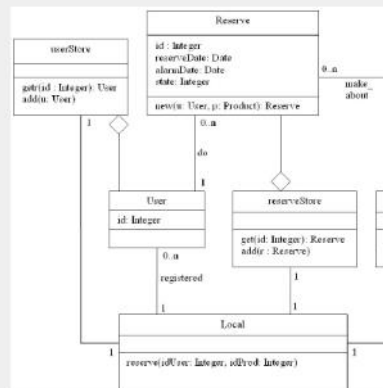 Reserve
id : Integer
reserveDate: Date
alarmDate: Date
state: Integer
new(u: User, p: Product): Reserve
userStore
getr(id : Integer): User
add(u: User)
0..n
make_
about
1
0..n
do
1
User
id: Integer
reserveStore
get(id: Integer): Reserve
add(r : Reserve)
0..n
registered
1
1
1
1
Local
1
reserve(idUser: Integer, idProd: Integer)